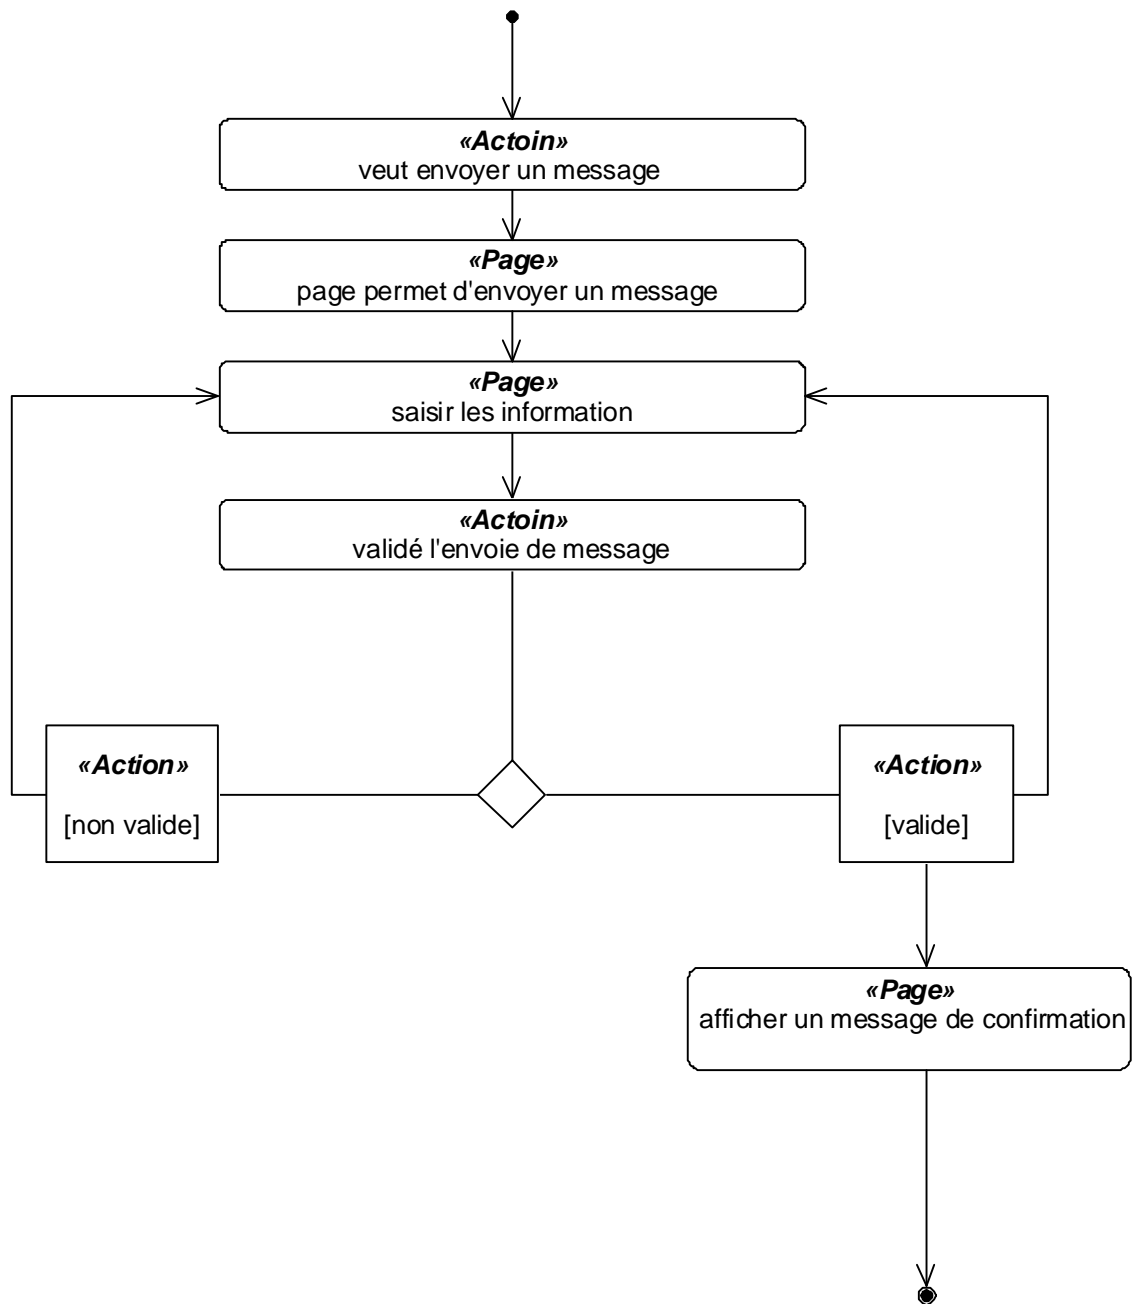 «Actoin»
veut envoyer un message
«Page»
page permet d'envoyer un message
«Page»
saisir les information
«Actoin»
validé l'envoie de message
«Action»
[non valide]
«Action»
[valide]
«Page»
afficher un message de confirmation